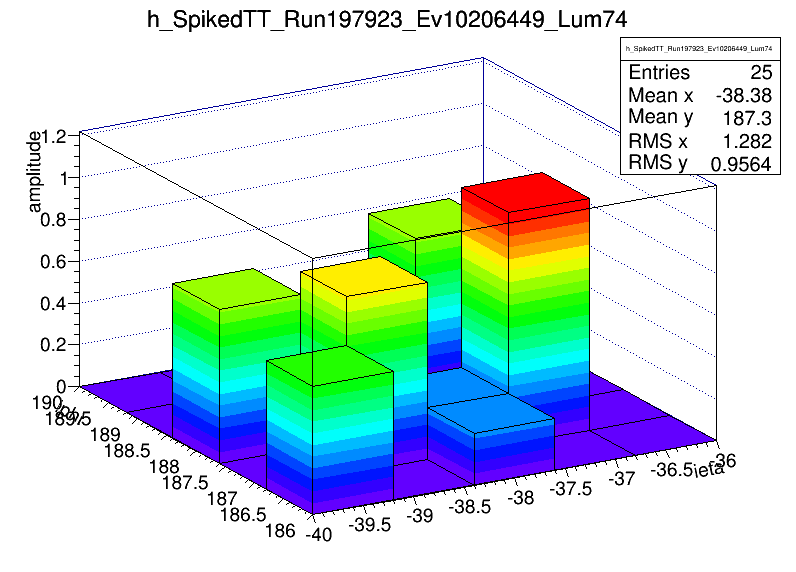 h_SpikedTT_Run197923_Ev10206449_Lum74
h_SpikedTT_Run197923_Ev10206449_Lum74
Entries 25
Mean x -38.38
Mean y 187.3
RMS x 1.282
RMS y 0.9564
amplitude
1.2
1
0.8
0.6
0.4
0.2
0
190
189.5
189
188.5
188
187.5
187
186.5
186
-40
-39.5
-39
-38.5
-38
-37.5
-37
-36.5
-36
ieta